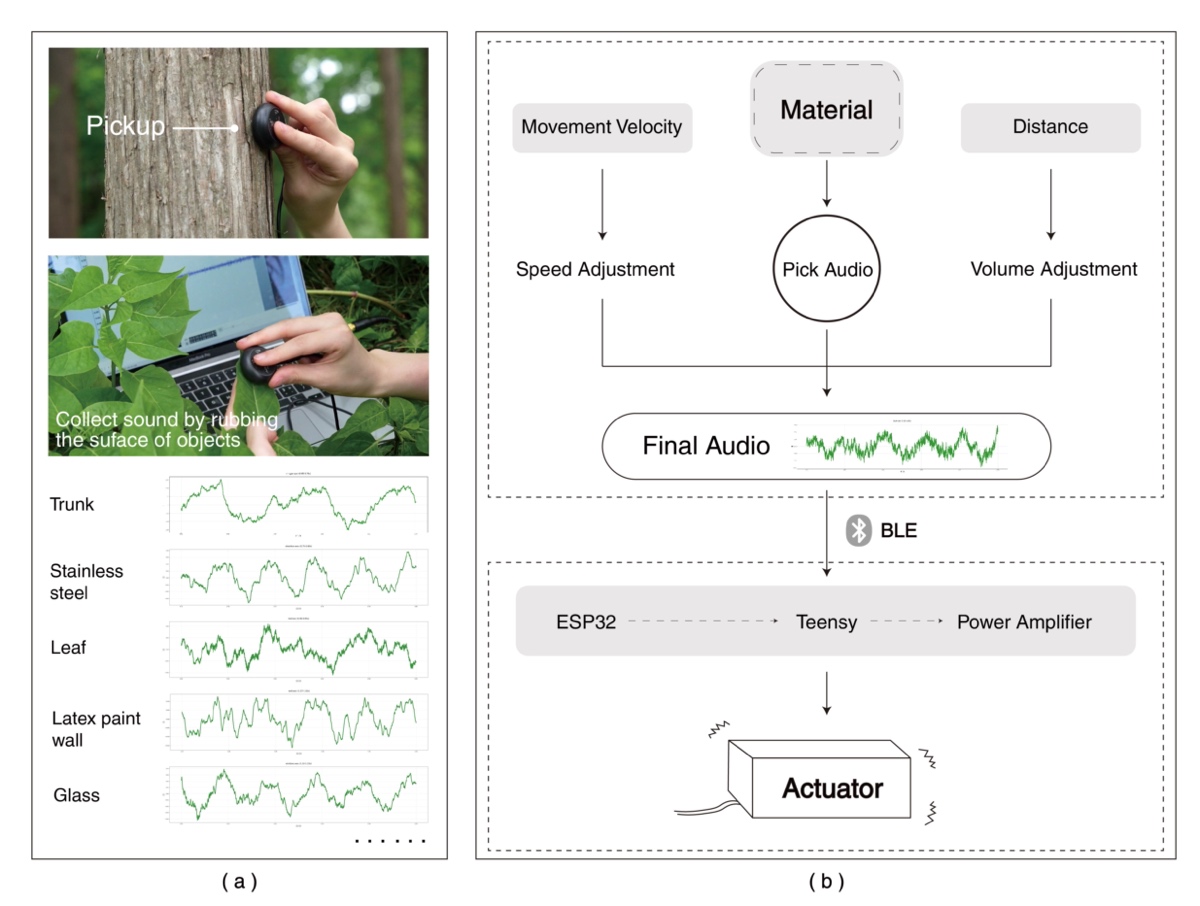 Pickup
Collect sound by rubbing
the suface of objects
Trunk
Stainless
steel
Leaf
Latex paint
wall
Glass
......
(a)
Movement Velocity
Material
Distance
Speed Adjustment
Pick Audio
Volume Adjustment
Final Audio
BLE
ESP32
Teensy
Power Amplifier
Actuator
(b)